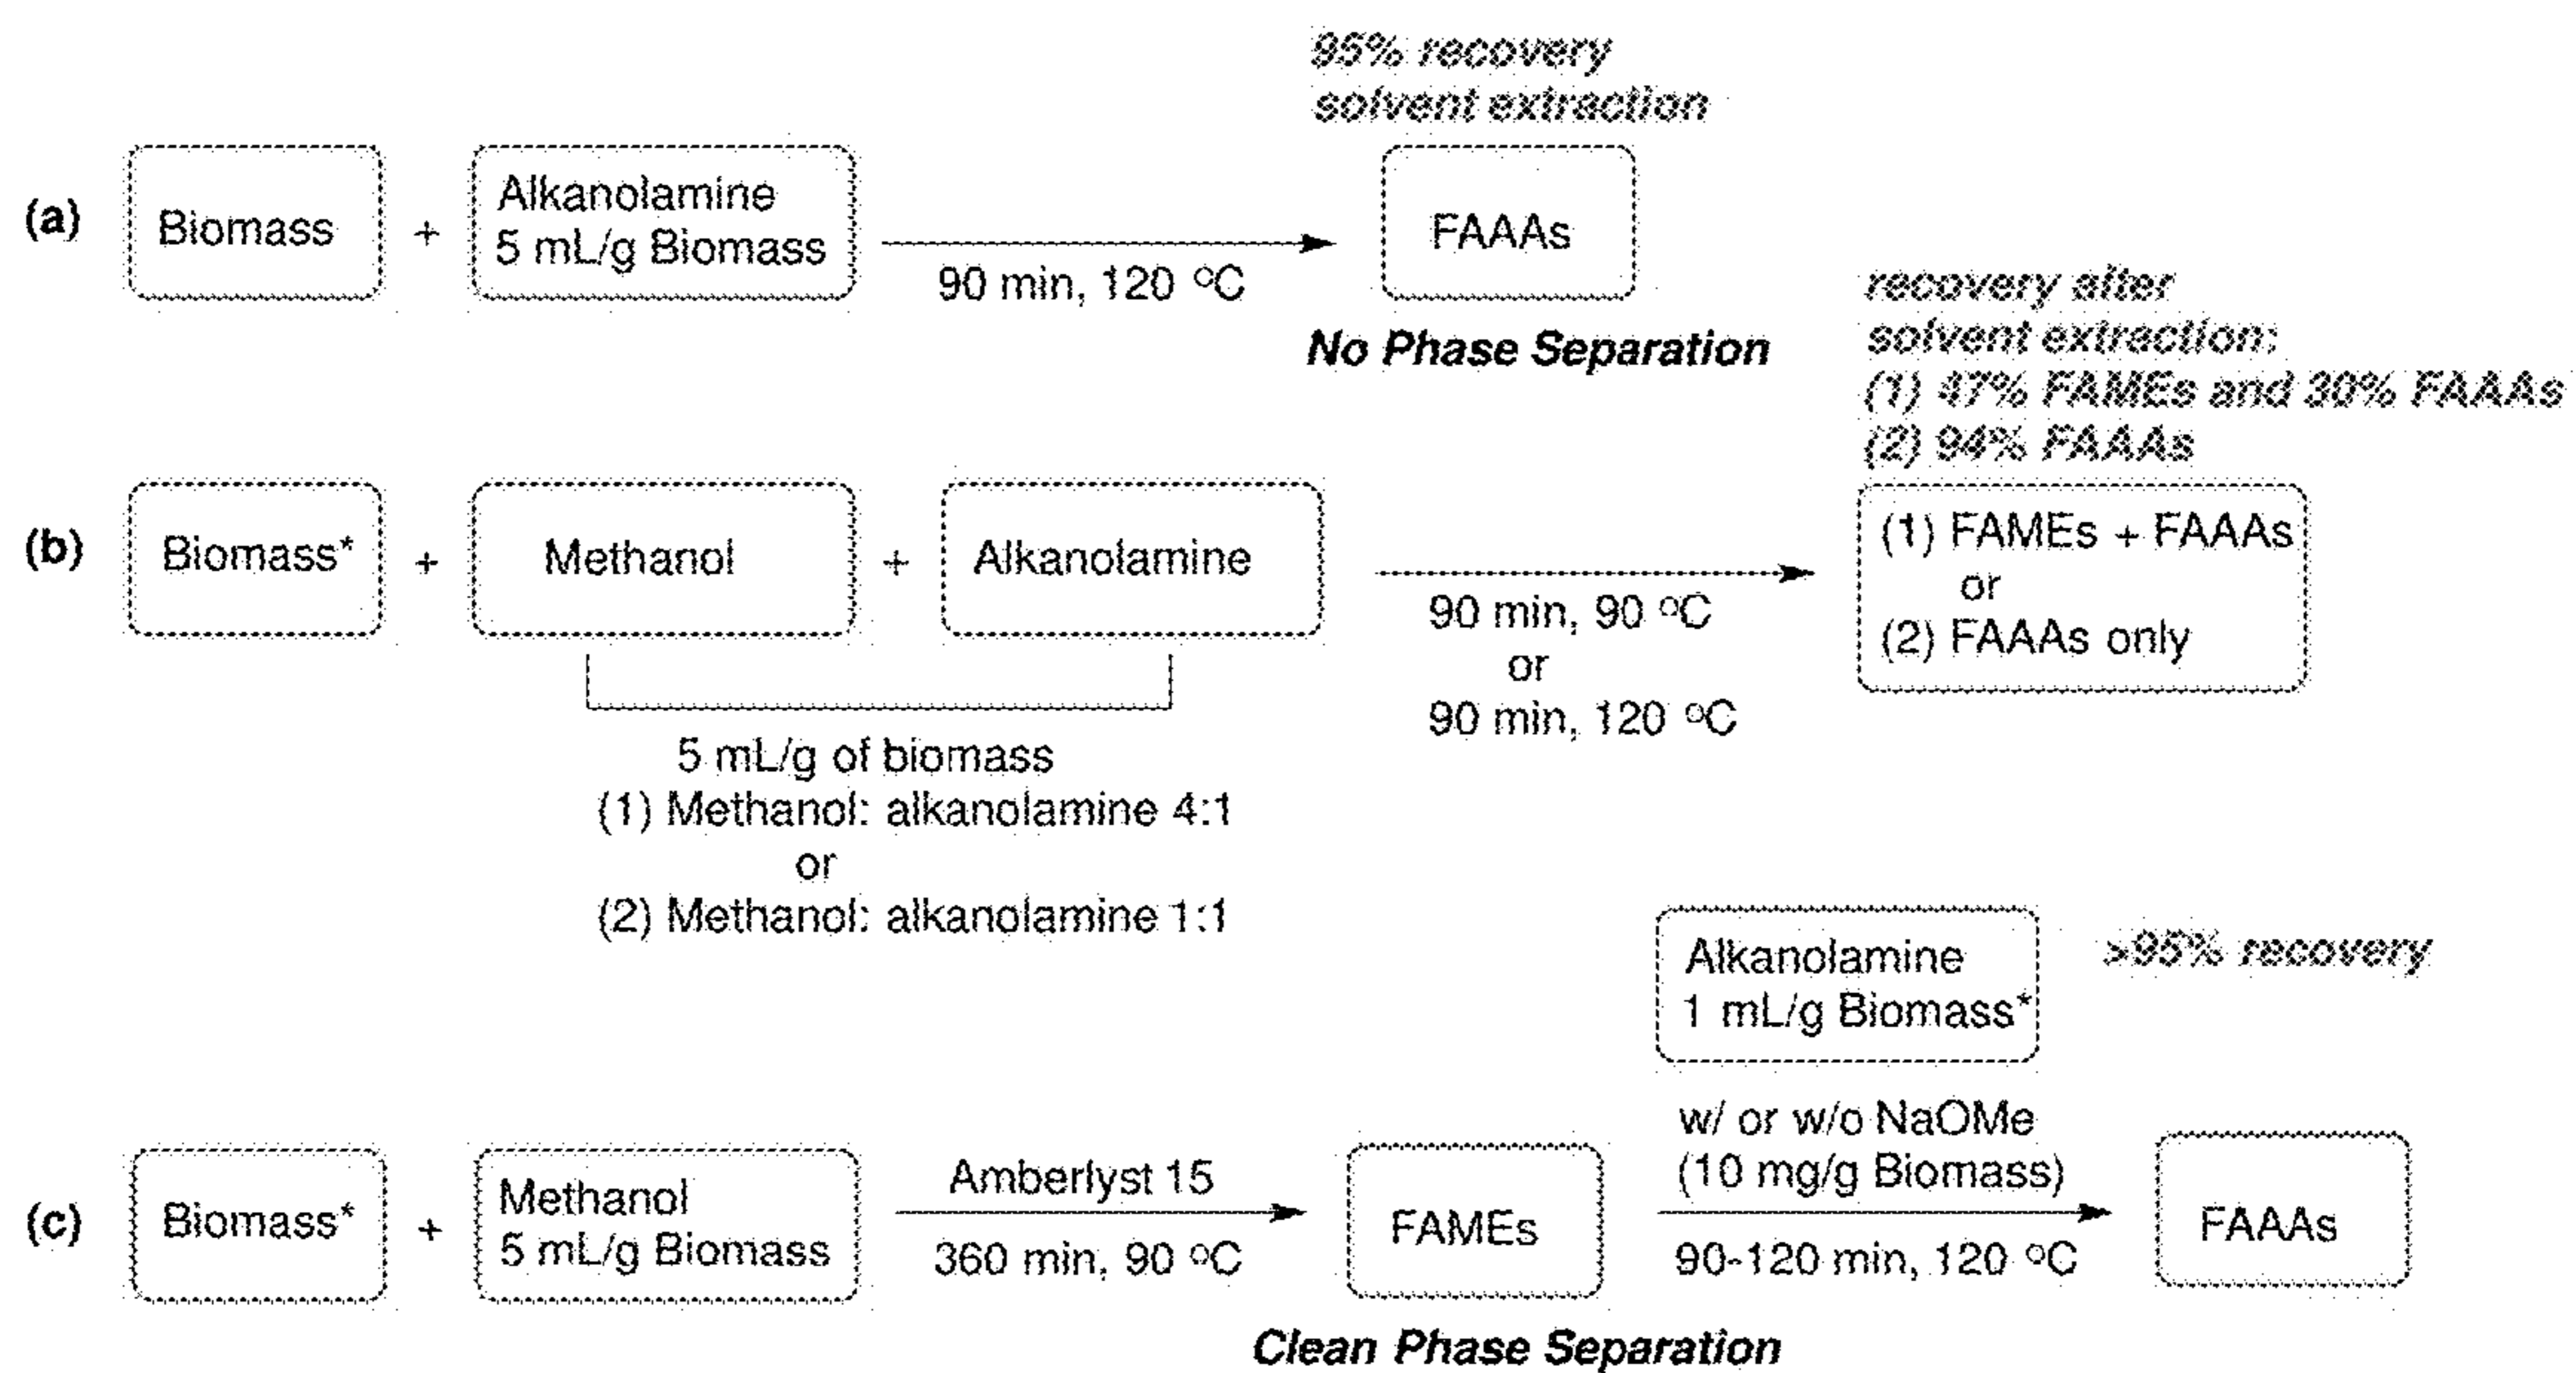 95% recovery
solvent extraction
(a) Biomass + Alkanolamine
5 mL/g Biomass
90 min, 120 °C
FAAAs
No Phase Separation
recovery after
solvent extraction:
(1) 47% FAMEs and 30% FAAAs
(2) 94% FAAAs
(b) Biomass* + Methanol + Alkanolamine
90 min, 90 °C
or
90 min, 120 °C
(1) FAMEs + FAAAs
or
(2) FAAAs only
5 mL/g of biomass
(1) Methanol: alkanolamine 4:1
or
(2) Methanol: alkanolamine 1:1
Alkanolamine
1 mL/g Biomass*
>95% recovery
(c) Biomass* + Methanol
5 mL/g Biomass
Amberlyst 15
360 min, 90 °C
FAMEs
w/ or w/o NaOMe
(10 mg/g Biomass)
90-120 min, 120 °C
FAAAs
Clean Phase Separation